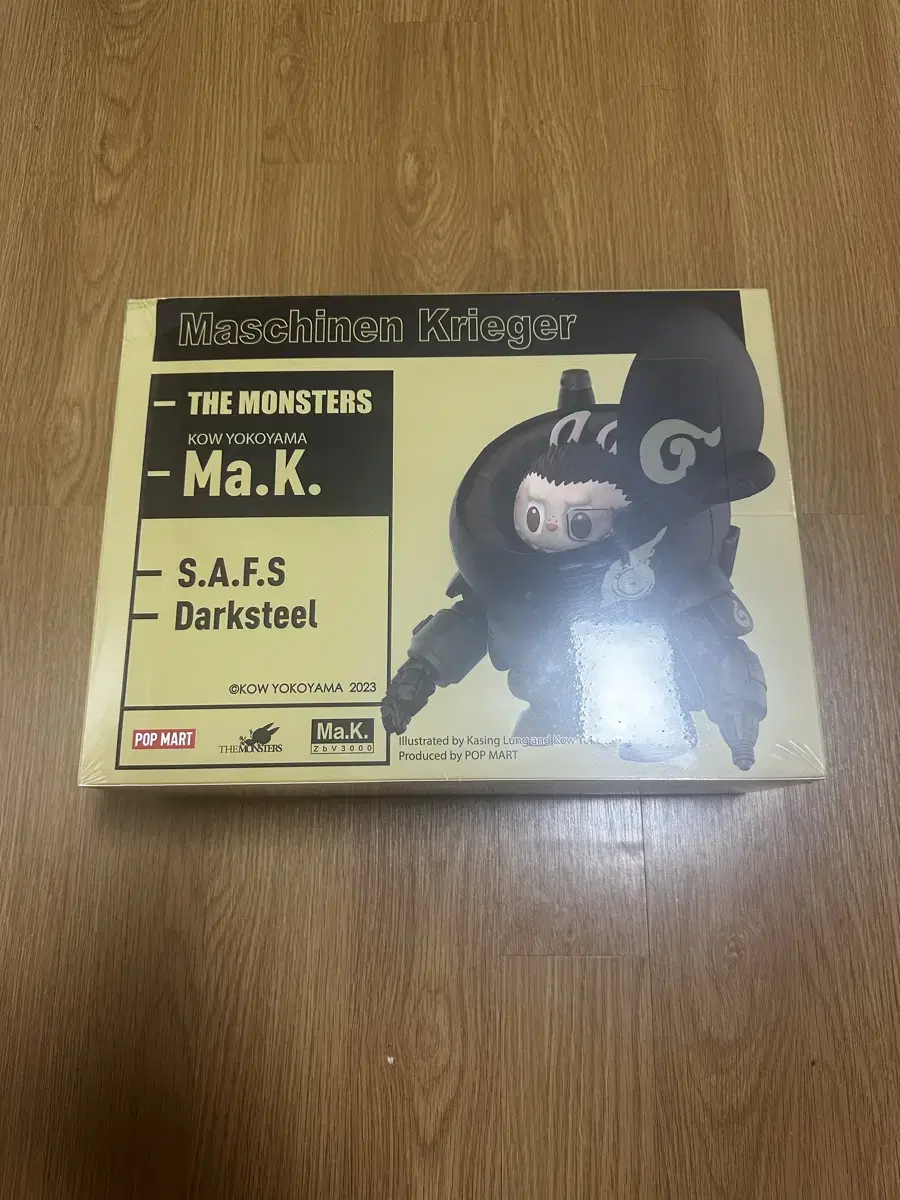 Maschinen Krieger
THE MONSTERS
KOW YOKOYAMA
Ma.K.
S.A.F.S
Darksteel
©KOW YOKOYAMA 2023
POP MART
THE MONSTERS
Ma.K.
ZbV3000
Illustrated by Kasing Lung and Kow
Produced by POP MART